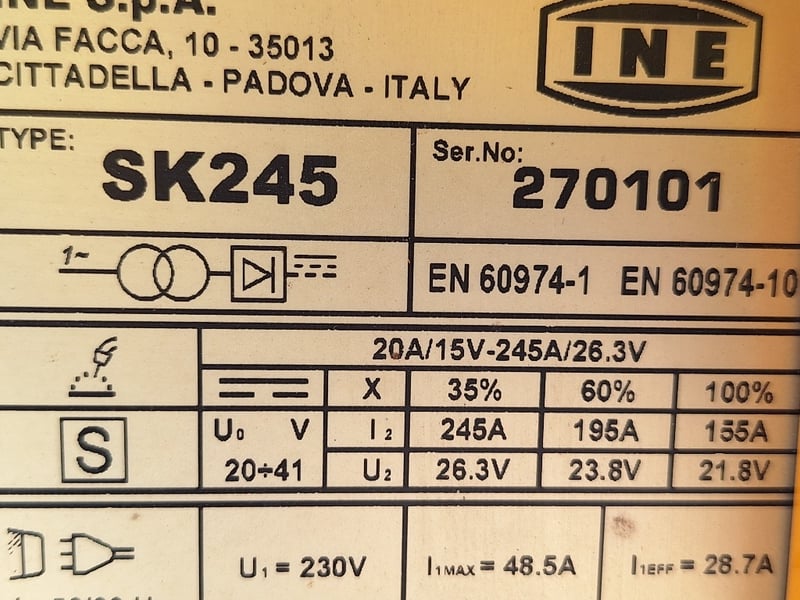 INE S.p.A.
VIA FACCA, 10 - 35013
CITTADELLA - PADOVA - ITALY
INE
TYPE:
SK245
Ser.No:
270101
1~
EN 60974-1 EN 60974-10
20A/15V-245A/26.3V
X 35% 60% 100%
U₀ V I₂ 245A 195A 155A
20÷41 U₂ 26.3V 23.8V 21.8V
S
U₁ = 230V I₁MAX = 48.5A I₁EFF = 28.7A